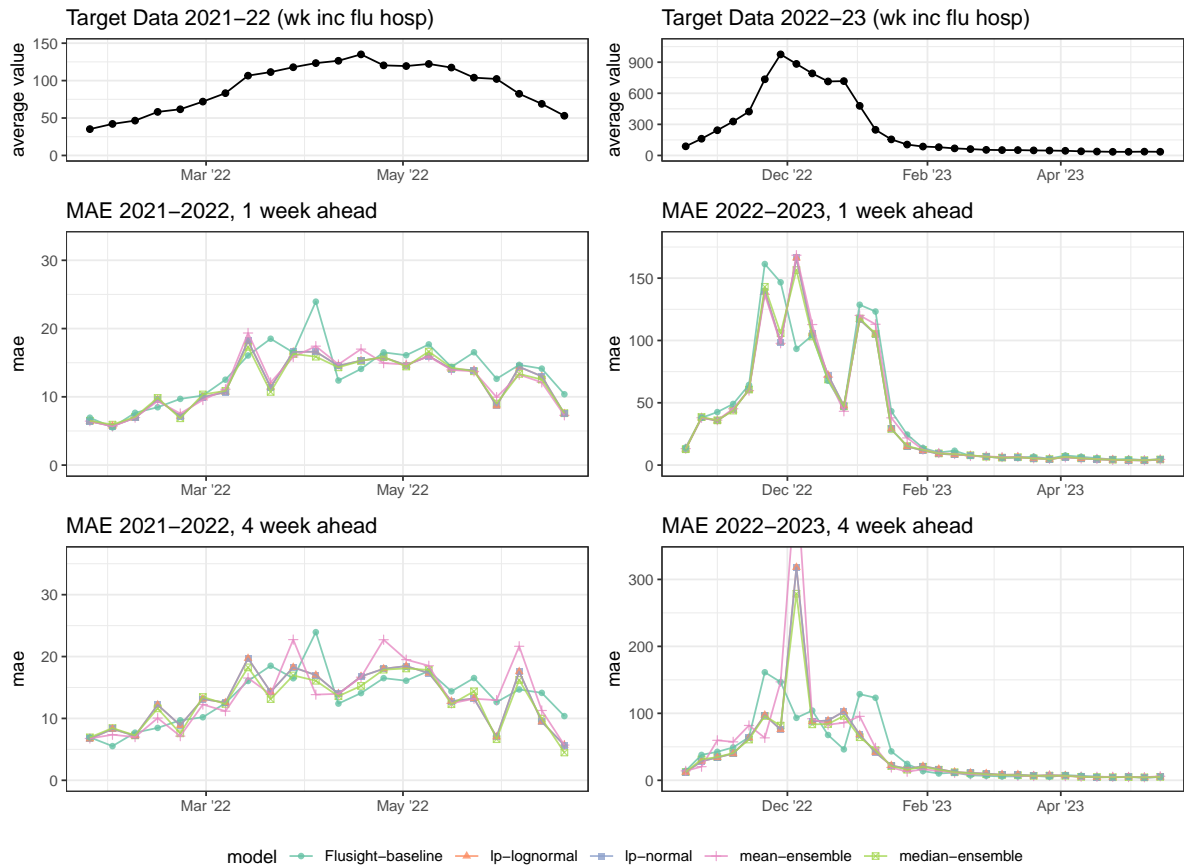 Target Data 2021−22 (wk inc flu hosp)
150
100
50
0
average value
Mar '22
May '22
Target Data 2022−23 (wk inc flu hosp)
900
600
300
0
average value
Dec '22
Feb '23
Apr '23
MAE 2021−2022, 1 week ahead
30
20
10
0
mae
Mar '22
May '22
MAE 2022−2023, 1 week ahead
150
100
50
0
mae
Dec '22
Feb '23
Apr '23
MAE 2021−2022, 4 week ahead
30
20
10
0
mae
Mar '22
May '22
MAE 2022−2023, 4 week ahead
300
200
100
0
mae
Dec '22
Feb '23
Apr '23
model Flusight−baseline lp−lognormal lp−normal mean−ensemble median−ensemble